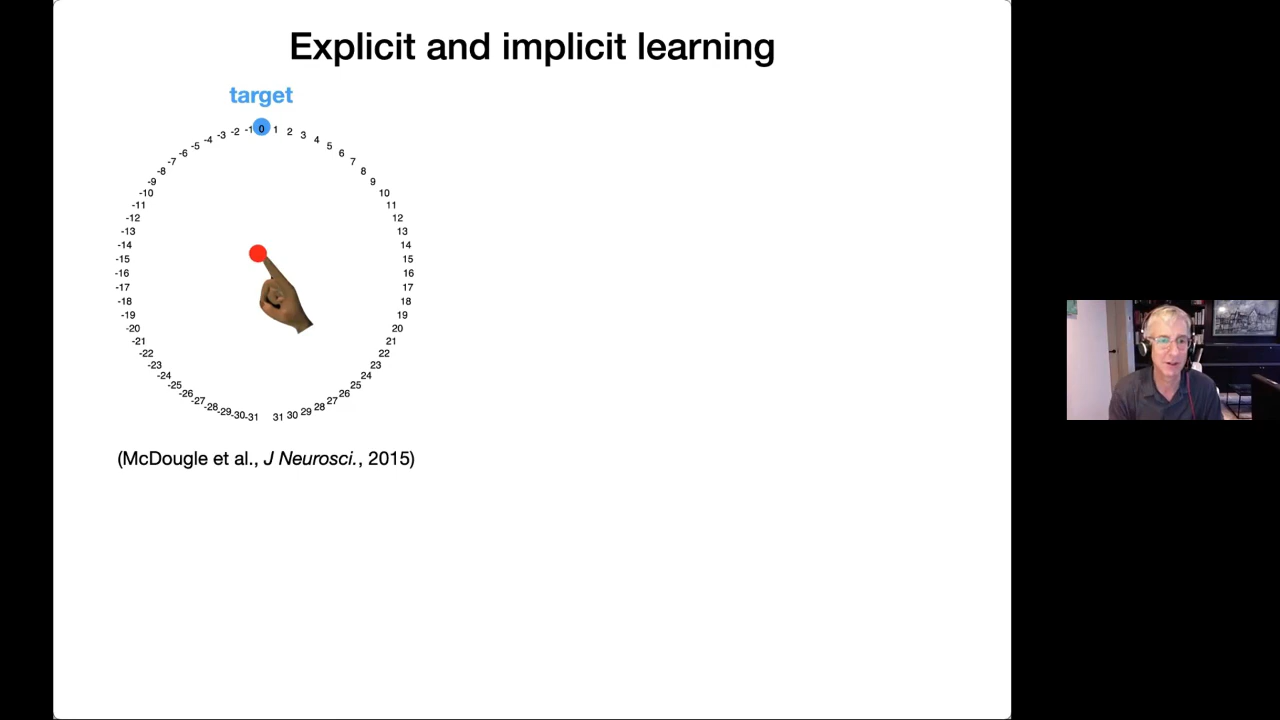 Explicit and implicit learning
target
-1 0 1 2 3 4 5 6 7 8 9 10 11 12 13 14 15 16 17 18 19 20 21 22 23 24 25 26 27 28 29 30 31
-2 -3 -4 -5 -6 -7 -8 -9 -10 -11 -12 -13 -14 -15 -16 -17 -18 -19 -20 -21 -22 -23 -24 -25 -26 -27 -28 -29 -30 -31
(McDougle et al., J Neurosci., 2015)